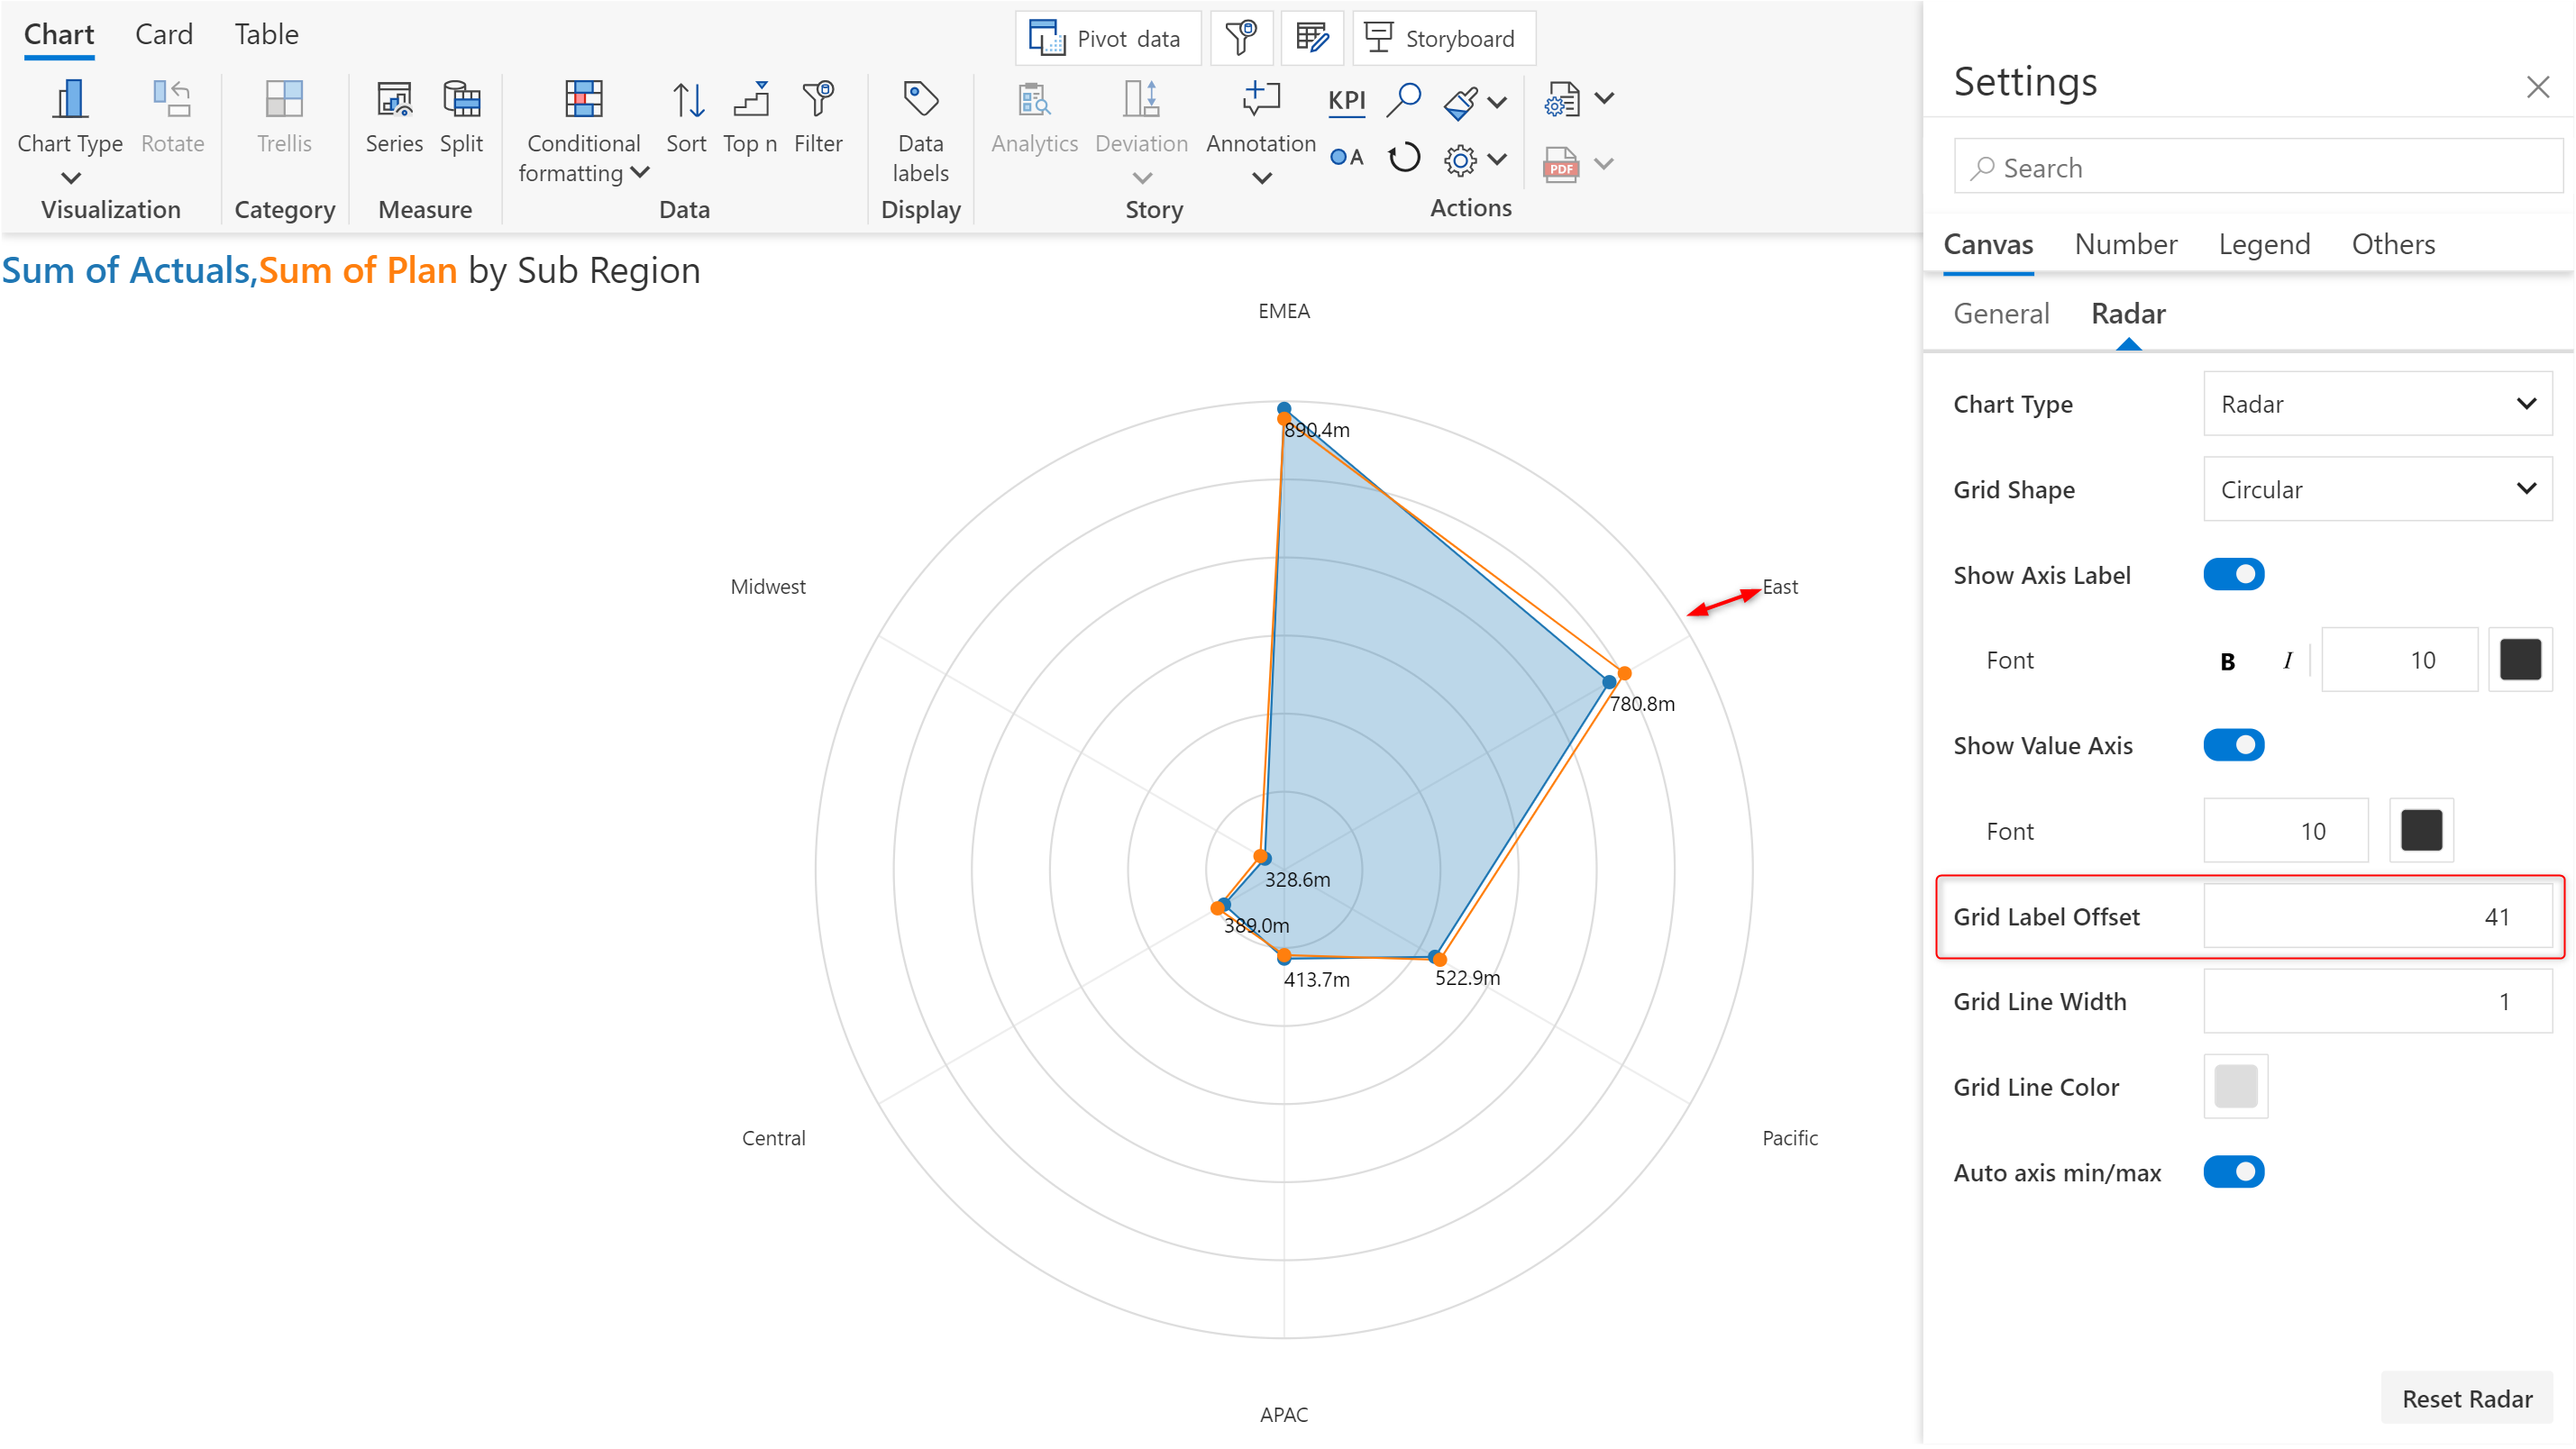 Chart Card Table
Pivot data
Storyboard
Chart Type
Rotate
Trellis
Series
Split
Conditional
formatting
Sort
Top n
Filter
Data
labels
Analytics
Deviation
Annotation
KPI
A
PDF
Visualization
Category
Measure
Data
Display
Story
Actions
Sum of Actuals,Sum of Plan by Sub Region
EMEA
890.4m
Midwest
East
780.8m
328.6m
389.0m
413.7m
522.9m
Central
Pacific
APAC
Settings
Search
Canvas Number Legend Others
General Radar
Chart Type Radar
Grid Shape Circular
Show Axis Label
Font B I 10
Show Value Axis
Font 10
Grid Label Offset 41
Grid Line Width 1
Grid Line Color
Auto axis min/max
Reset Radar